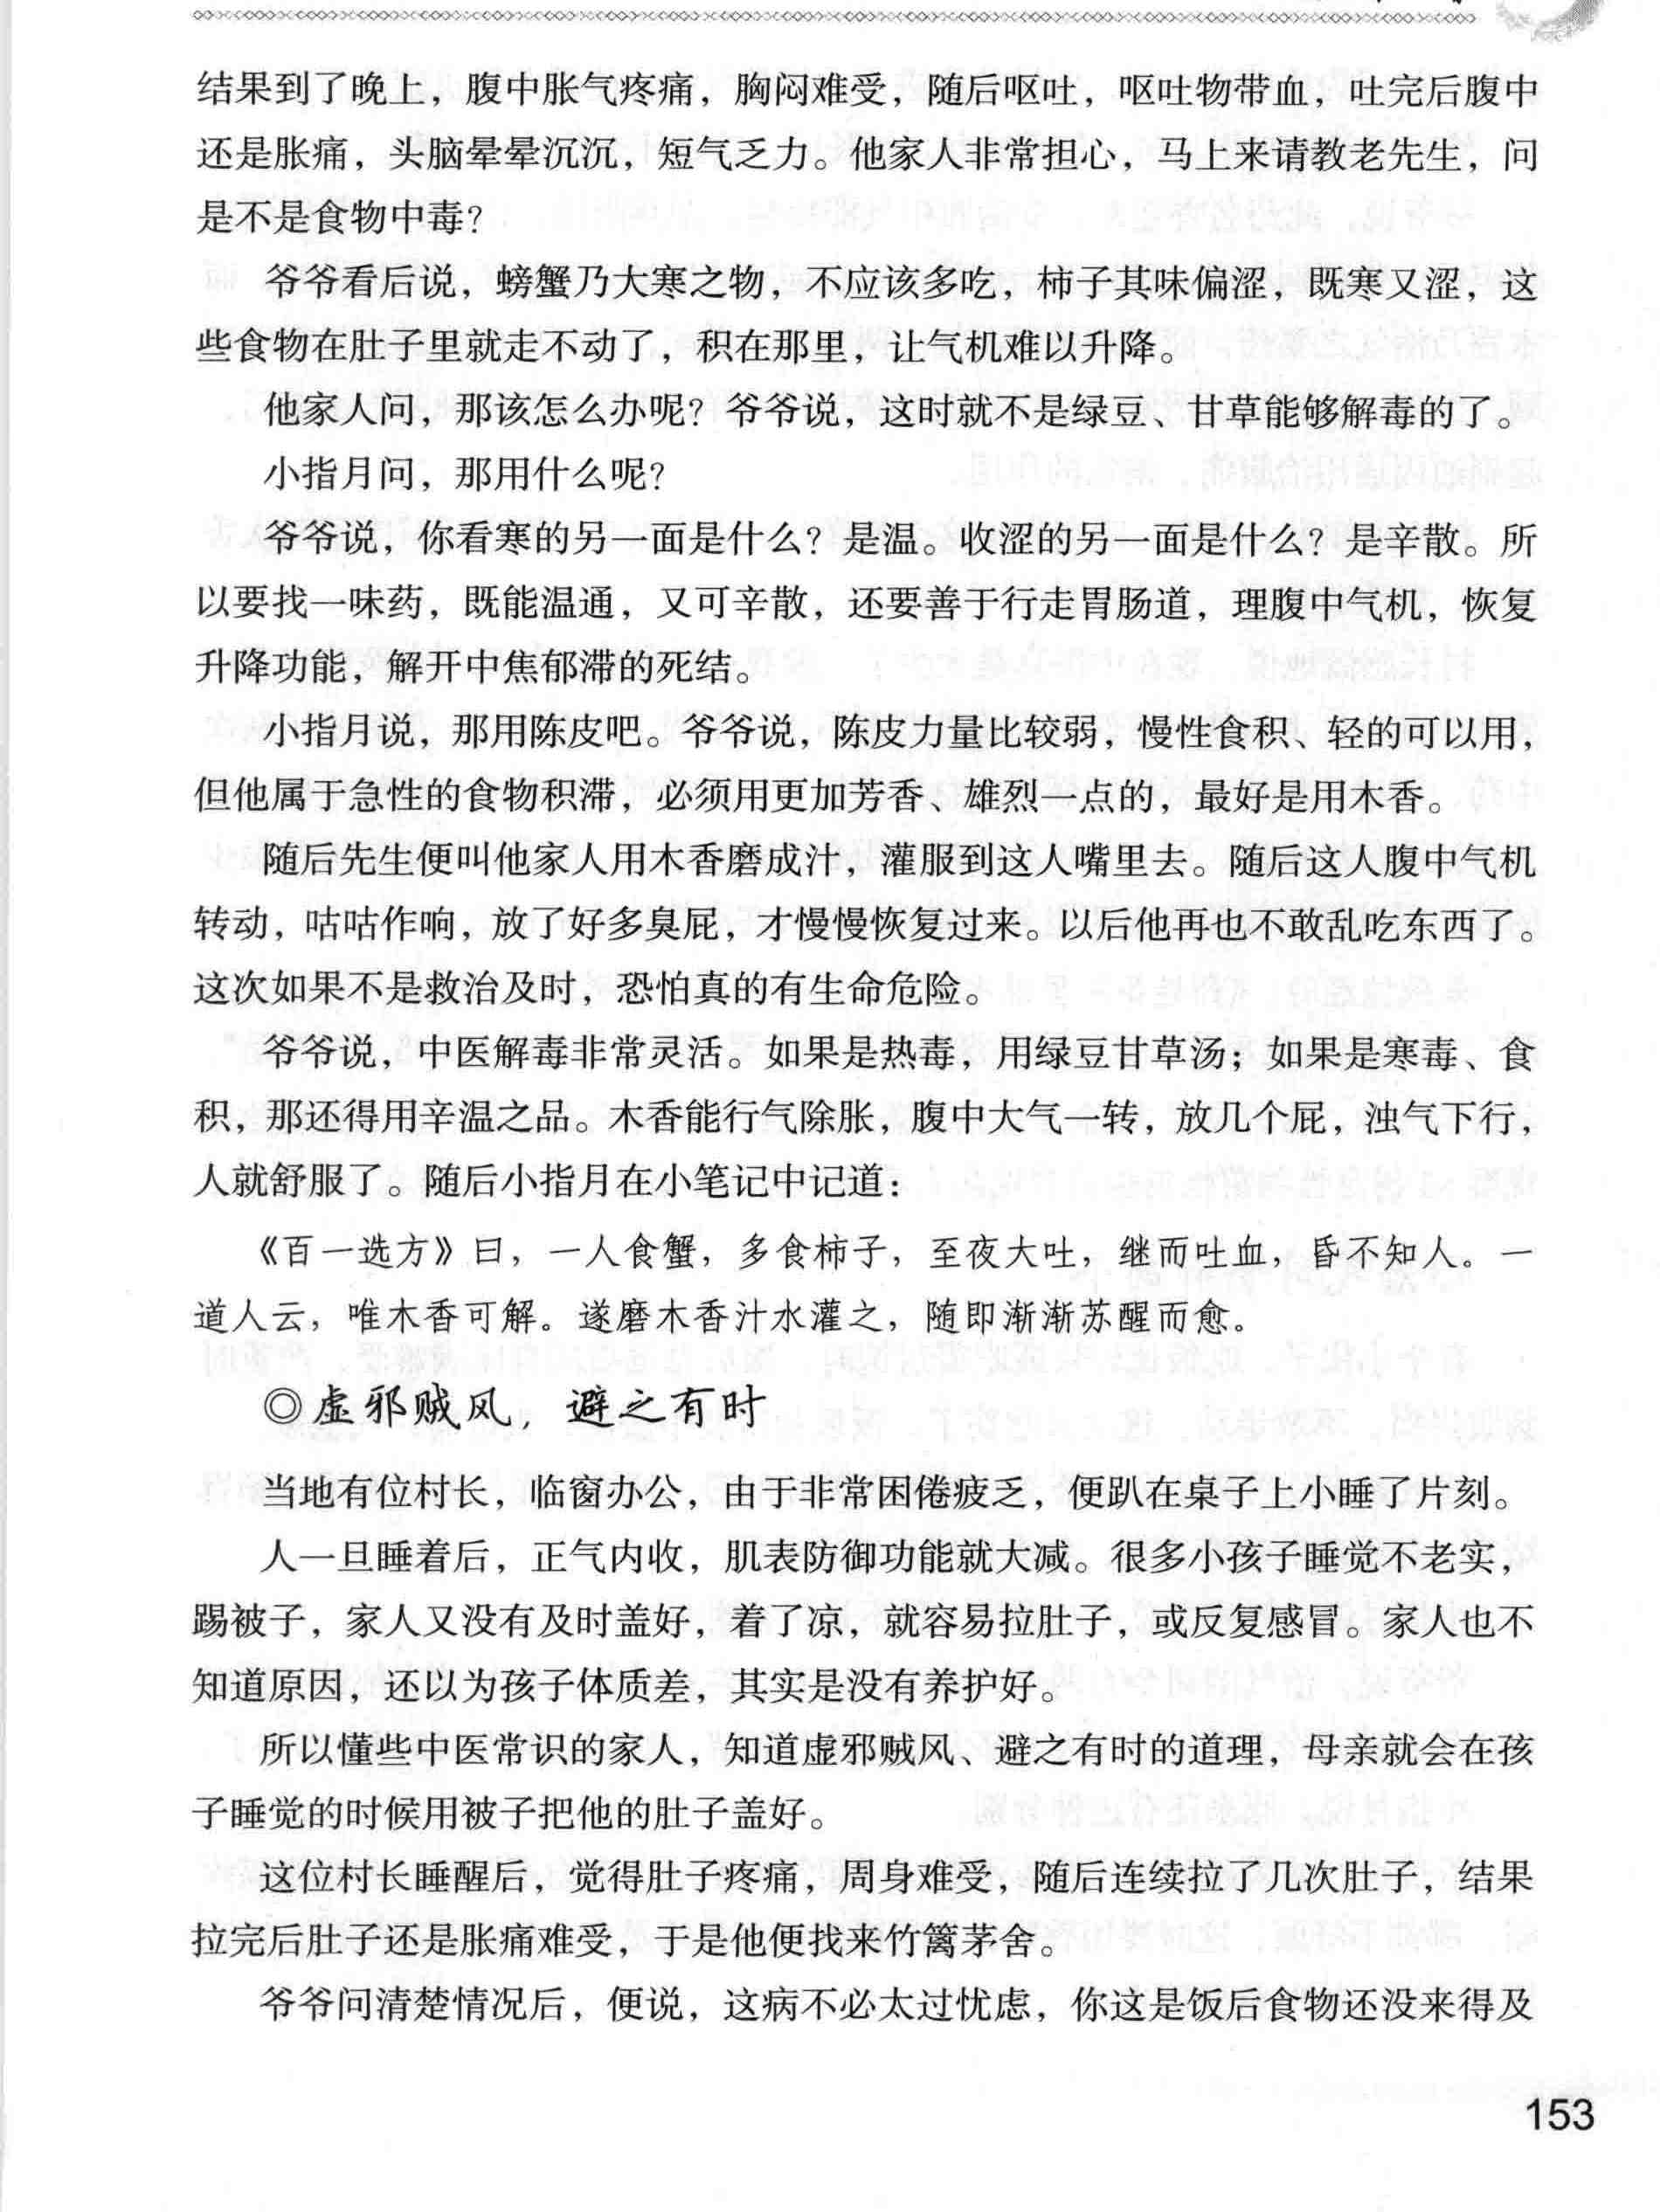 结果到了晚上，腹中胀气疼痛，胸闷难受，随后呕吐，呕吐物带血，吐完后腹中
还是胀痛，头脑晕晕沉沉，短气乏力。他家人非常担心，马上来请教老先生，问
是不是食物中毒？
爷爷看后说，螃蟹乃大寒之物，不应该多吃，柿子其味偏涩，既寒又涩，这
些食物在肚子里就走不动了，积在那里，让气机难以升降。
他家人问，那该怎么办呢？爷爷说，这时就不是绿豆、甘草能够解毒的了。
小指月问，那用什么呢？
爷爷说，你看寒的另一面是什么？是温。收涩的另一面是什么？是辛散。所
以要找一味药，既能温通，又可辛散，还要善于行走胃肠道，理腹中气机，恢复
升降功能，解开中焦郁滞的死结。
小指月说，那用陈皮吧。爷爷说，陈皮力量比较弱，慢性食积、轻的可以用，
但他属于急性的食物积滞，必须用更加芳香、雄烈一点的，最好是用木香。
随后先生便叫他家人用木香磨成汁，灌服到这人嘴里去。随后这人腹中气机
转动，咕咕作响，放了好多臭屁，才慢慢恢复过来。以后他再也不敢乱吃东西了。
这次如果不是救治及时，恐怕真的有生命危险。
爷爷说，中医解毒非常灵活。如果是热毒，用绿豆甘草汤；如果是寒毒、食
积，那还得用辛温之品。木香能行气除胀，腹中大气一转，放几个屁，浊气下行，
人就舒服了。随后小指月在小笔记中记道：
《百一选方》曰，一人食蟹，多食柿子，至夜大吐，继而吐血，昏不知人。一
道人云，唯木香可解。遂磨木香汁水灌之，随即渐渐苏醒而愈。
◎虚邪贼风，避之有时
当地有位村长，临窗办公，由于非常困倦疲乏，便趴在桌子上小睡了片刻。
人一旦睡着后，正气内收，肌表防御功能就大减。很多小孩子睡觉不老实，
踢被子，家人又没有及时盖好，着了凉，就容易拉肚子，或反复感冒。家人也不
知道原因，还以为孩子体质差，其实是没有养护好。
所以懂些中医常识的家人，知道虚邪贼风、避之有时的道理，母亲就会在孩
子睡觉的时候用被子把他的肚子盖好。
这位村长睡醒后，觉得肚子疼痛，周身难受，随后连续拉了几次肚子，结果
拉完后肚子还是胀痛难受，于是他便找来竹篱茅舍。
爷爷问清楚情况后，便说，这病不必太过忧虑，你这是饭后食物还没来得及
153